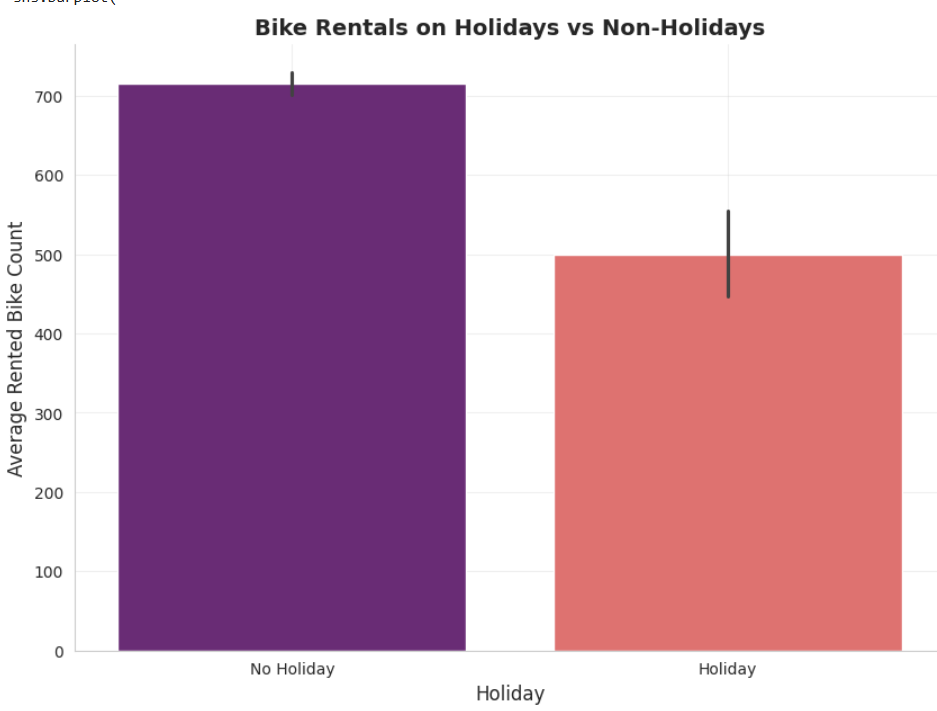 Bike Rentals on Holidays vs Non-Holidays
Average Rented Bike Count
700
600
500
400
300
200
100
0
No Holiday
Holiday
Holiday